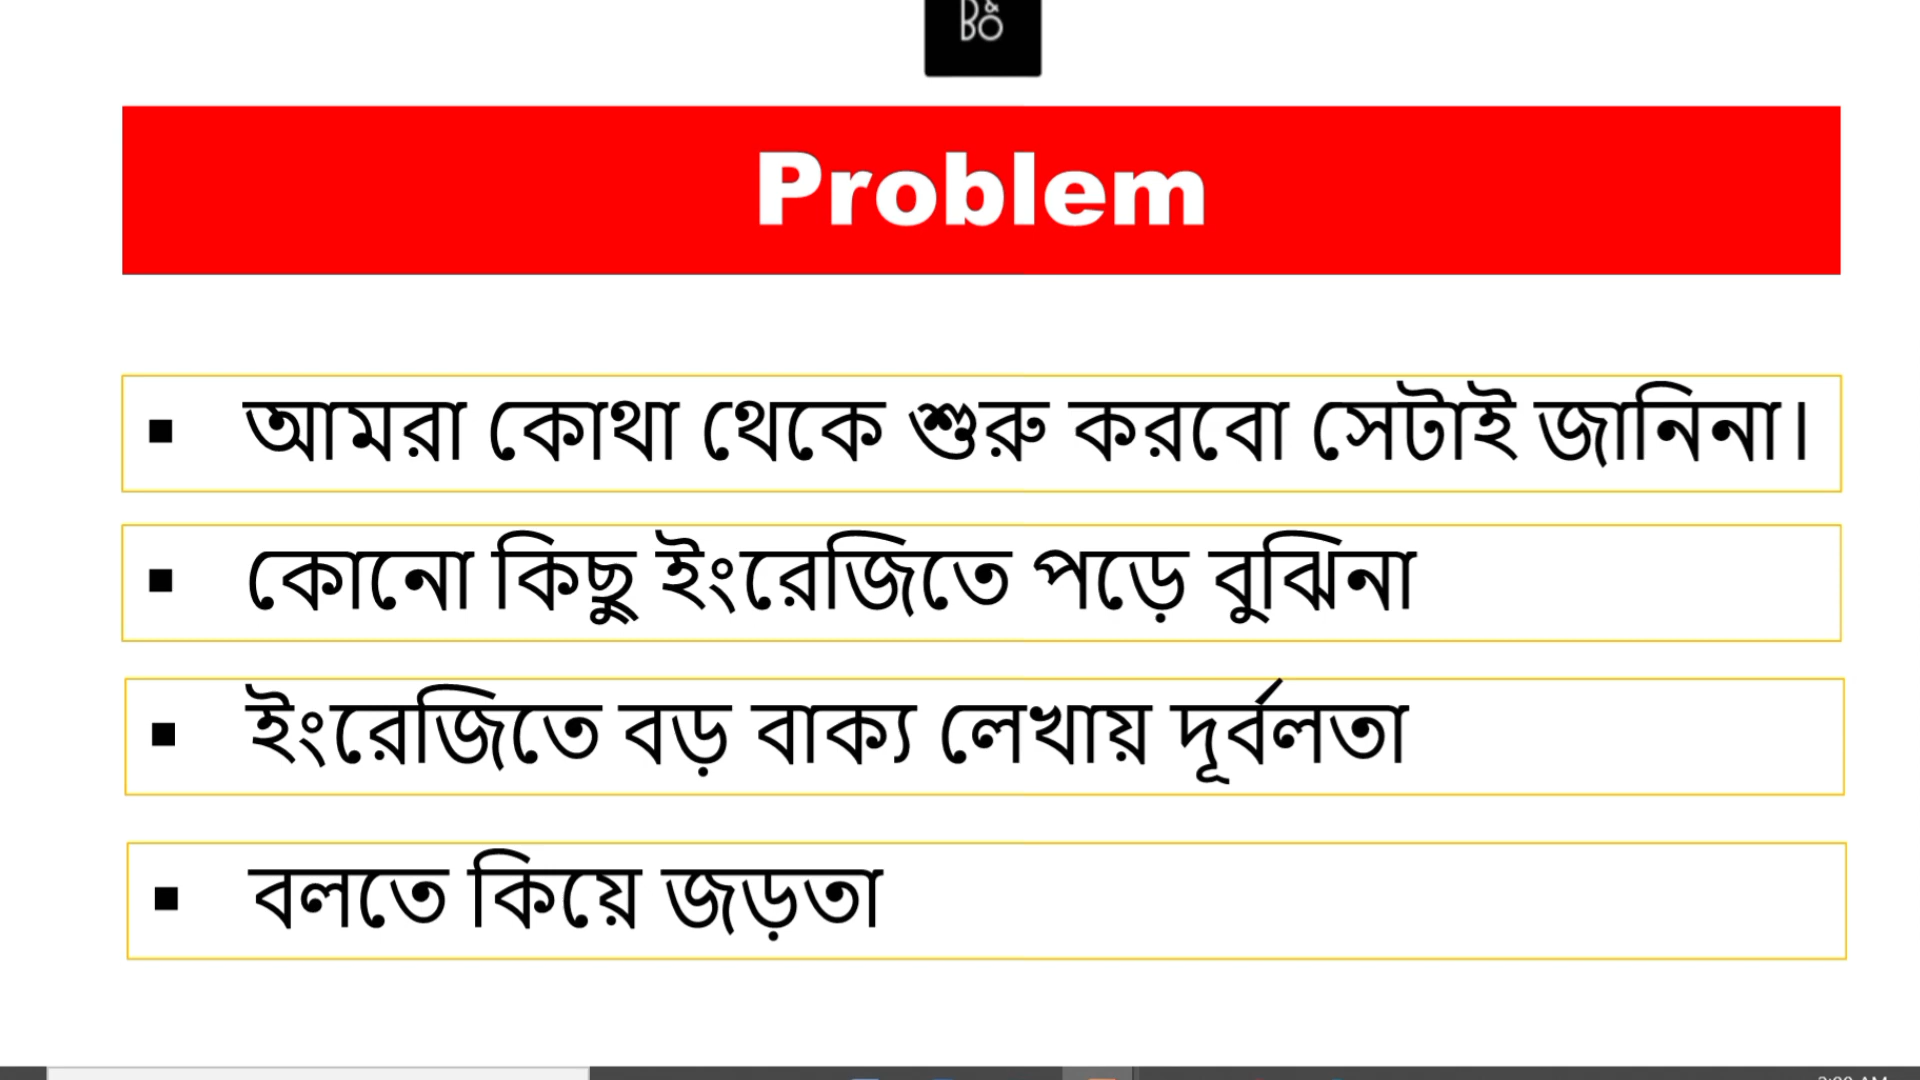 B&O
Problem
▪ আমরা কোথা থেকে শুরু করবো সেটাই জানিনা।
▪ কোনো কিছু ইংরেজিতে পড়ে বুঝিনা
▪ ইংরেজিতে বড় বাক্য লেখায় দূর্বলতা
▪ বলতে কিয়ে জড়তা